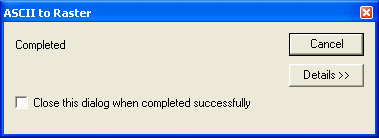 ASCII to Raster
Completed
Cancel
Details >>
Close this dialog when completed successfully